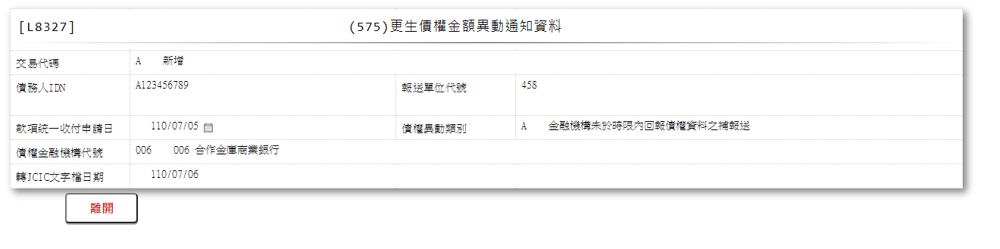 [L8327] (575)更生債權金額異動通知資料
交易代碼 A 新增
債務人IDN A123456789 報送單位代號 458
款項統一收付申請日 110/07/05 債權異動類別 A 金融機構未於時限內回報債權資料之補報送
債權金融機構代號 006 006 合作金庫商業銀行
轉JCIC文字檔日期 110/07/06
離開